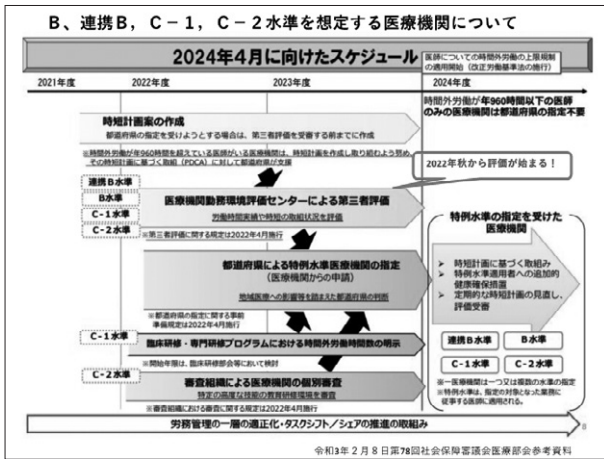 B、連携B，C－1，C－2水準を想定する医療機関について
2024年4月に向けたスケジュール
医師についての時間外労働の上限規制
の適用開始（改正労働基準法の施行）
2021年度
2022年度
2023年度
2024年度
時間外労働が年960時間以下の医師
のみの医療機関は都道府県の指定不要
時短計画案の作成
都道府県の指定を受けようとする場合は、第三者評価を受審する前までに作成
※時間外労働が年960時間を超えている医師がいる医療機関は、時短計画を作成し取り組むよう努め、
その時短計画に基づく取組（PDCA）に対して都道府県が支援
2022年秋から評価が始まる！
連携B水準
B水準
C-1水準
C-2水準
医療機関勤務環境評価センターによる第三者評価
労働時間実績や時短の取組状況を評価
※第三者評価に関する規定は2022年4月施行
特例水準の指定を受けた
医療機関
都道府県による特例水準医療機関の指定
（医療機関からの申請）
地域医療への影響等を踏まえた都道府県の判断
※都道府県の指定に関する事前
準備規定は2022年4月施行
➢ 時短計画に基づく取組み
➢ 特例水準適用者への追加的
健康確保措置
➢ 定期的な時短計画の見直し、
評価受審
C-1水準
臨床研修・専門研修プログラムにおける時間外労働時間数の明示
※開始年限は、臨床研修部会等において検討
連携B水準
B水準
C-1水準
C-2水準
C-2水準
審査組織による医療機関の個別審査
特定の高度な技能の教育研修環境を審査
※審査組織における審査に関する規定は2022年4月施行
※一医療機関は一つ又は複数の水準の指定
※特例水準は、指定の対象となった業務に
従事する医師に適用される。
労務管理の一層の適正化・タスクシフト/シェアの推進の取組み
8
令和3年2月8日第78回社会保障審議会医療部会参考資料